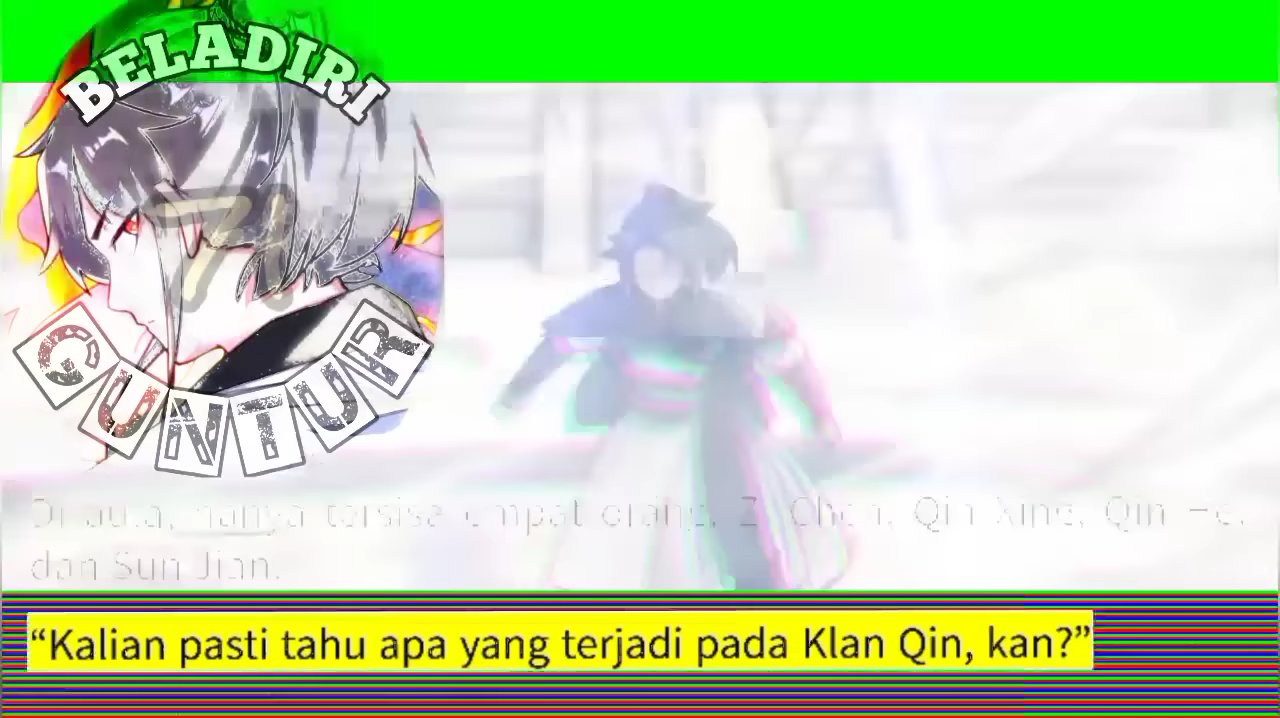 BELADIRI
GUNTUR
Di aula, hanya tersisa empat orang, Zi Chen, Qin Xing, Qin He,
dan Sun Jian.
“Kalian pasti tahu apa yang terjadi pada Klan Qin, kan?”